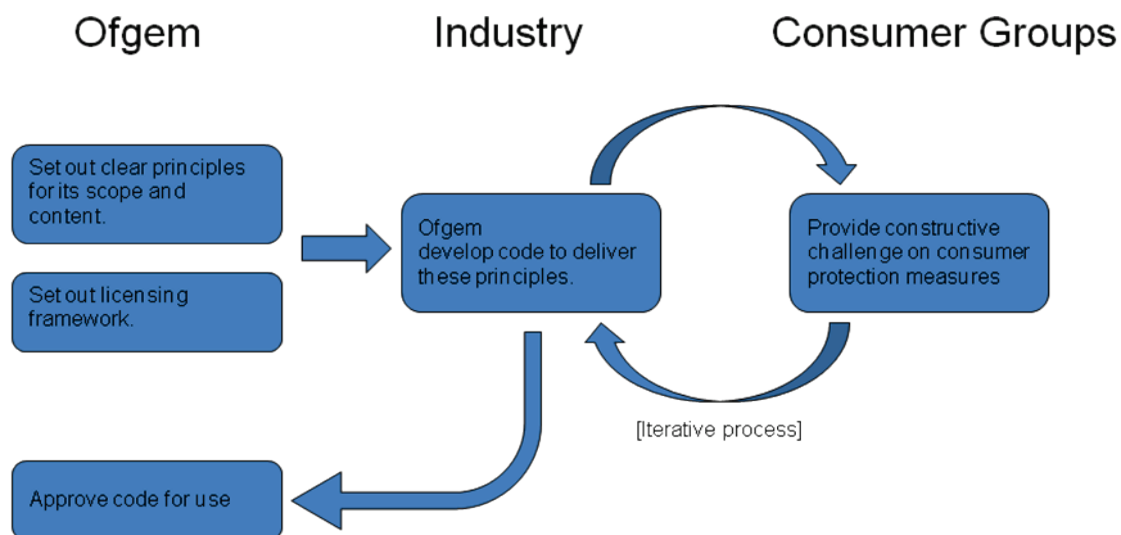 Ofgem
Industry
Consumer Groups
Set out clear principles
for its scope and
content.
Set out licensing
framework.
Ofgem
develop code to deliver
these principles.
Provide constructive
challenge on consumer
protection measures
[Iterative process]
Approve code for use